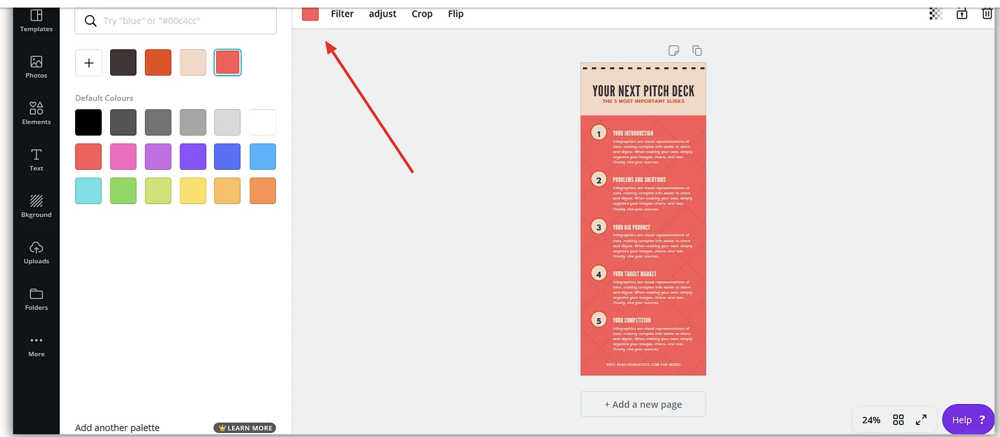 Templates
Photos
Elements
Text
Bkground
Uploads
Folders
More
Try "blue" or "#00c4cc"
+
Default Colours
Add another palette
LEARN MORE
Filter adjust Crop Flip
YOUR NEXT PITCH DECK
THE 5 MOST IMPORTANT SLIDES
1
YOUR INTRODUCTION
Infographics are visual representations of
data, making complex info easier to share
and digest. When making your own, simply
organize your images, charts, and text.
Finally, cite your sources.
2
PROBLEMS AND SOLUTIONS
Infographics are visual representations of
data, making complex info easier to share
and digest. When making your own, simply
organize your images, charts, and text.
Finally, cite your sources.
3
YOUR BIG PRODUCT
Infographics are visual representations of
data, making complex info easier to share
and digest. When making your own, simply
organize your images, charts, and text.
Finally, cite your sources.
4
YOUR TARGET MARKET
Infographics are visual representations of
data, making complex info easier to share
and digest. When making your own, simply
organize your images, charts, and text.
Finally, cite your sources.
5
YOUR COMPETITION
Infographics are visual representations of
data, making complex info easier to share
and digest. When making your own, simply
organize your images, charts, and text.
Finally, cite your sources.
VISIT REALLYGREATSITE.COM FOR MORE!
+ Add a new page
24%
Help ?